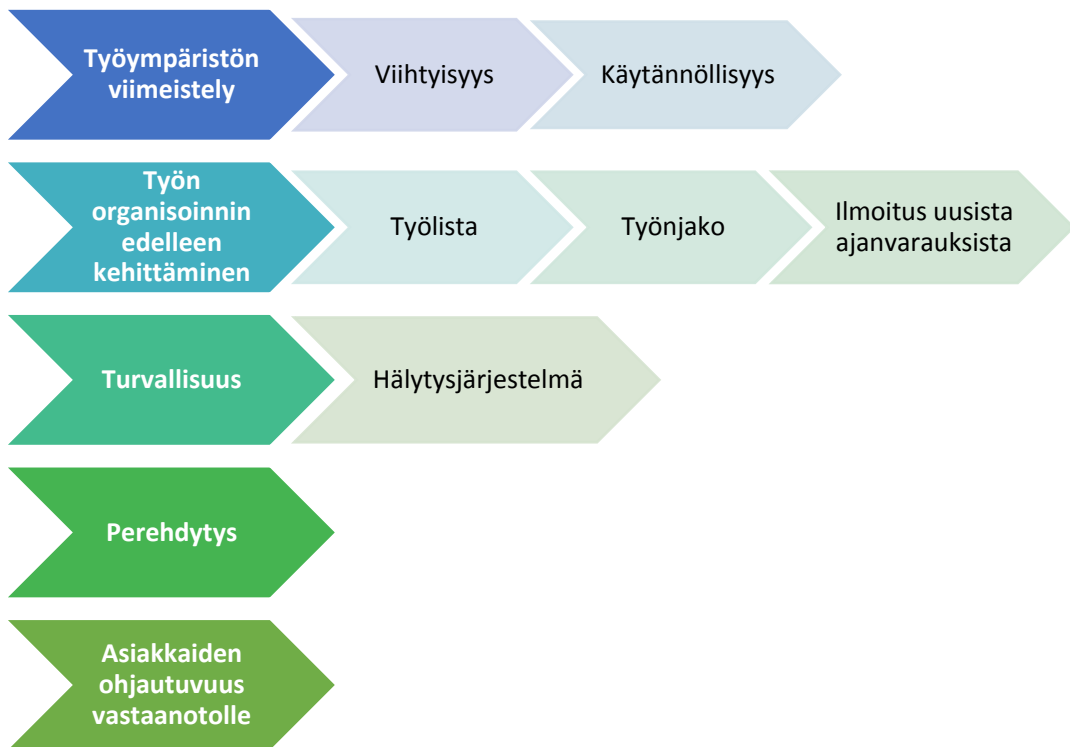 Työympäristön
viimeistely
Viihtyisyys
Käytännöllisyys
Työn
organisoinnin
edelleen
kehittäminen
Työlista
Työnjako
Ilmoitus uusista
ajanvarauksista
Turvallisuus
Hälytysjärjestelmä
Perehdytys
Asiakkaiden
ohjautuvuus
vastaanotolle